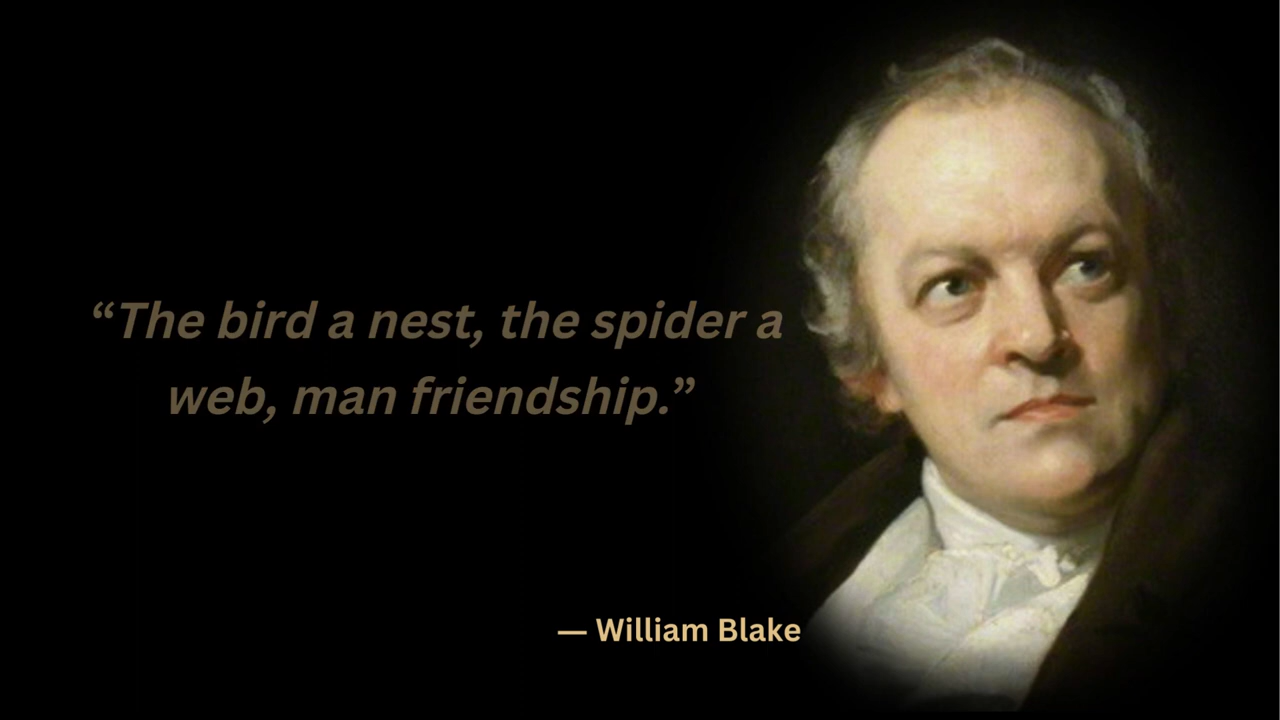 “The bird a nest, the spider a
web, man friendship.”
— William Blake